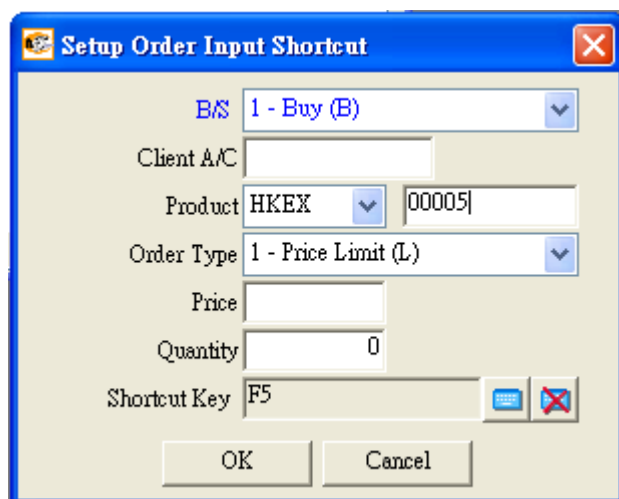 Setup Order Input Shortcut
B/S 1 - Buy (B)
Client A/C
Product HKEX 00005
Order Type 1 - Price Limit (L)
Price
Quantity 0
Shortcut Key F5
OK Cancel